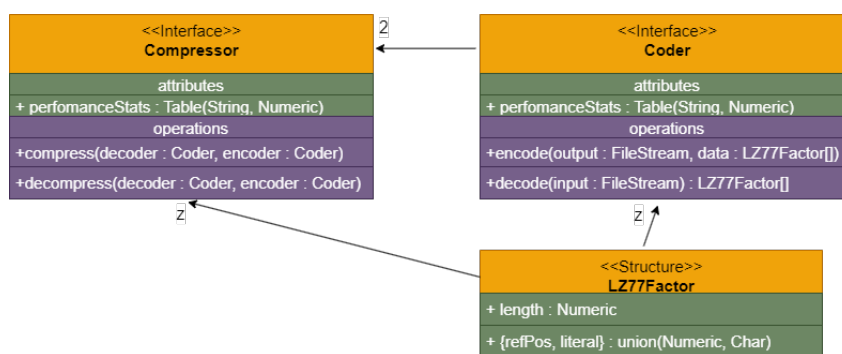 <<Interface>>
Compressor
attributes
+ perfomanceStats : Table(String, Numeric)
operations
+compress(decoder : Coder, encoder : Coder)
+decompress(decoder : Coder, encoder : Coder)
2
<<Interface>>
Coder
attributes
+ perfomanceStats : Table(String, Numeric)
operations
+encode(output : FileStream, data : LZ77Factor[])
+decode(input : FileStream) : LZ77Factor[]
z
z
<<Structure>>
LZ77Factor
+ length : Numeric
+ {refPos, literal} : union(Numeric, Char)